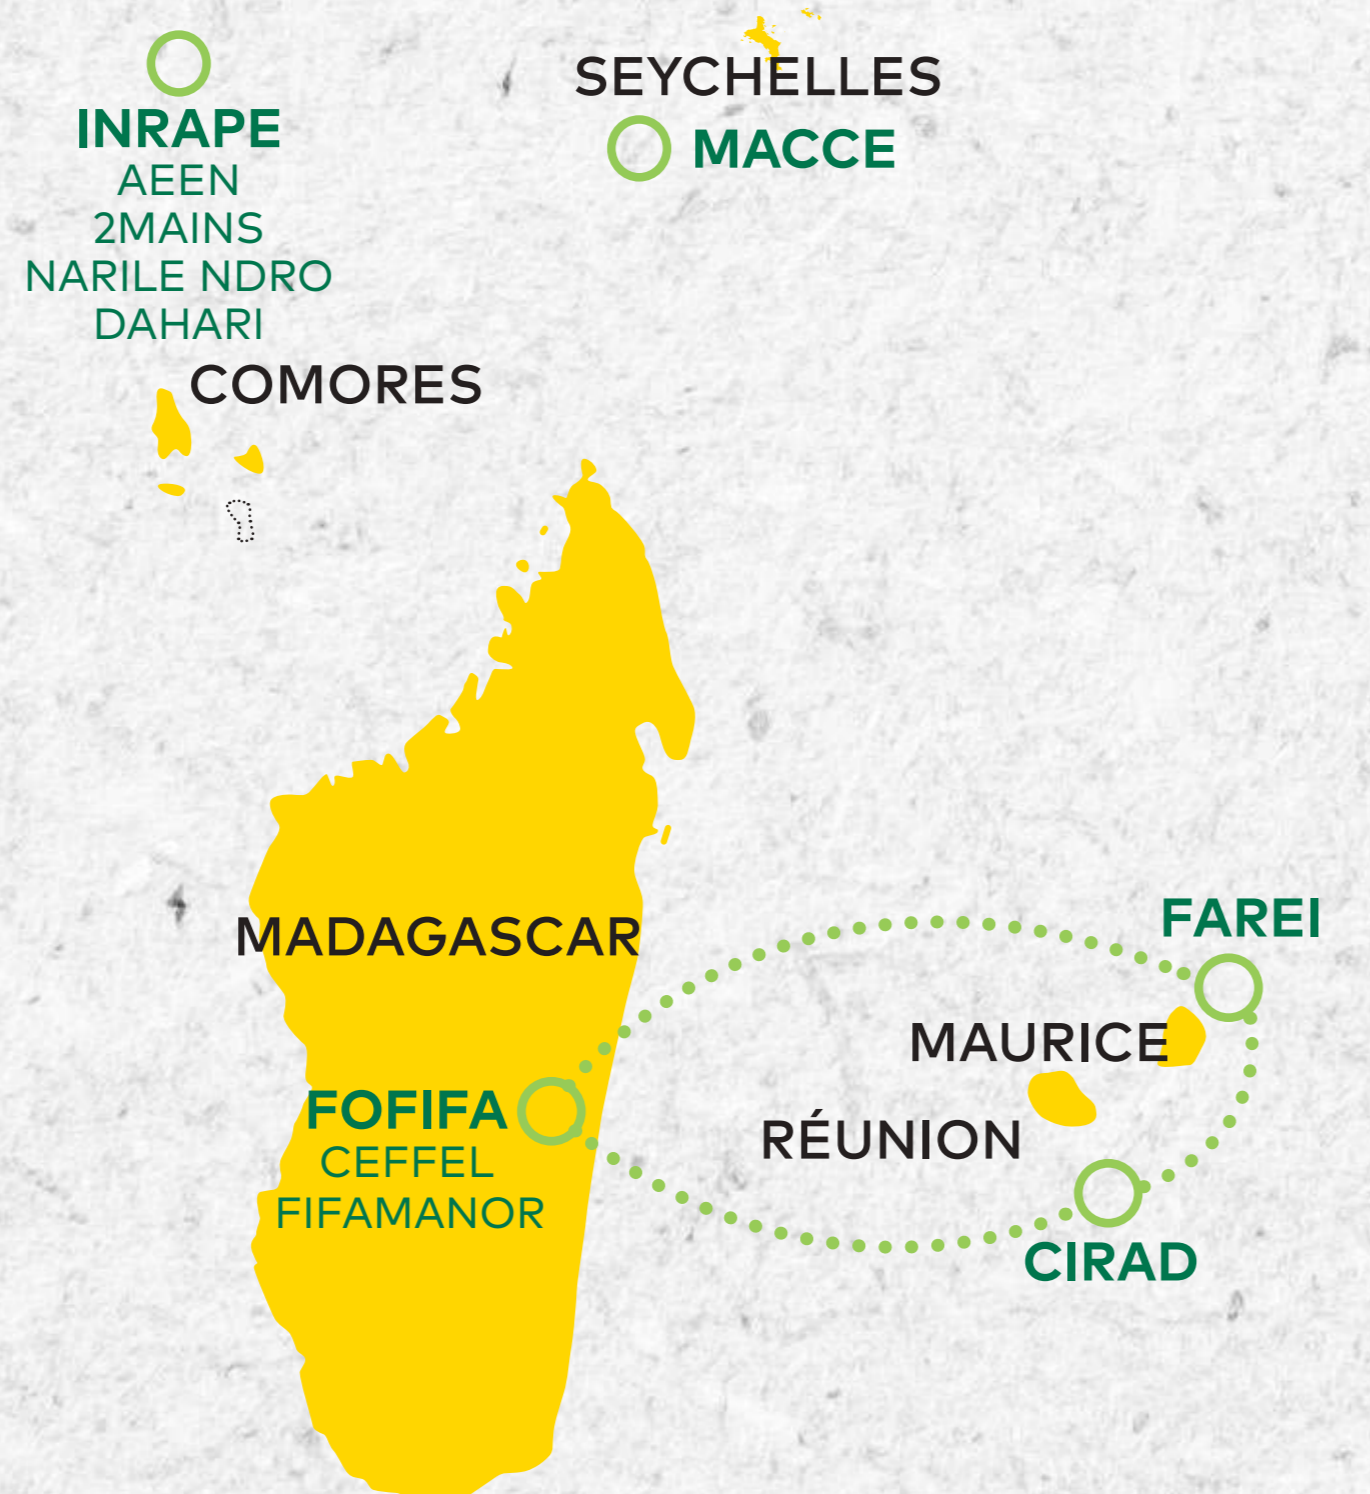 SEYCHELLES
MACCE
INRAPE
AEEN
2MAINS
NARILE NDRO
DAHARI
COMORES
MADAGASCAR
FAREI
MAURICE
FOFIFA
CEFFEL
FIFAMANOR
RÉUNION
CIRAD